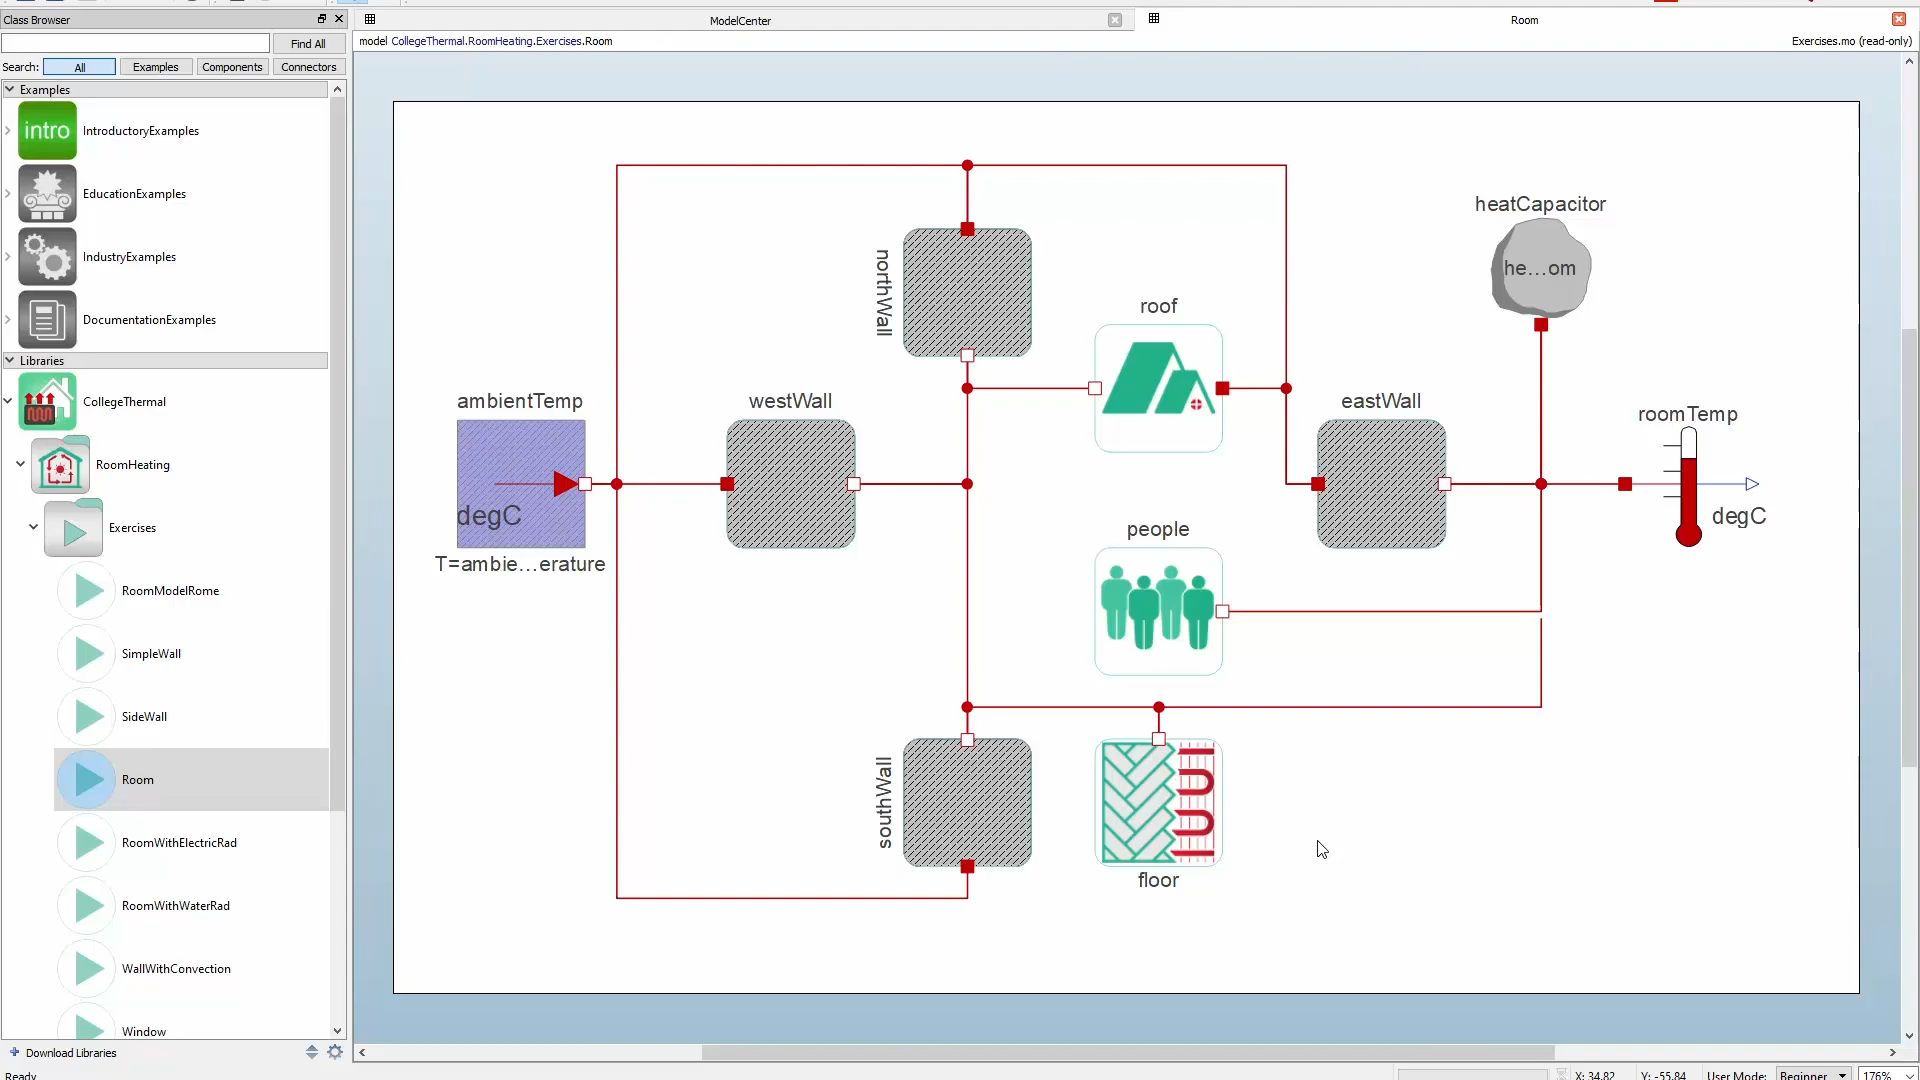 Class Browser
ModelCenter
Room
Find All
model CollegeThermal.RoomHeating.Exercises.Room
Exercises.mo (read-only)
Search: All Examples Components Connectors
Examples
intro IntroductoryExamples
EducationExamples
IndustryExamples
DocumentationExamples
Libraries
CollegeThermal
RoomHeating
Exercises
RoomModelRome
SimpleWall
SideWall
Room
RoomWithElectricRad
RoomWithWaterRad
WallWithConvection
Window
Download Libraries
Ready
heatCapacitor
he...om
northWall
roof
ambientTemp
westWall
eastWall
roomTemp
degC
degC
T=ambie...erature
people
southWall
floor
X: 34.82 Y: -55.84 User Mode: Beginner 176%